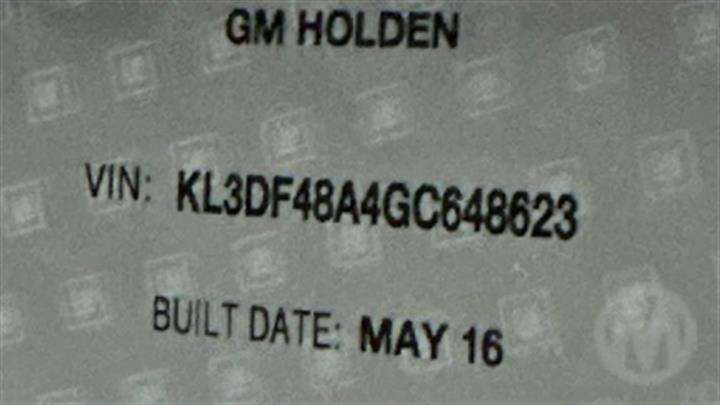 GM HOLDEN
VIN: KL3DF48A4GC648623
BUILT DATE: MAY 16